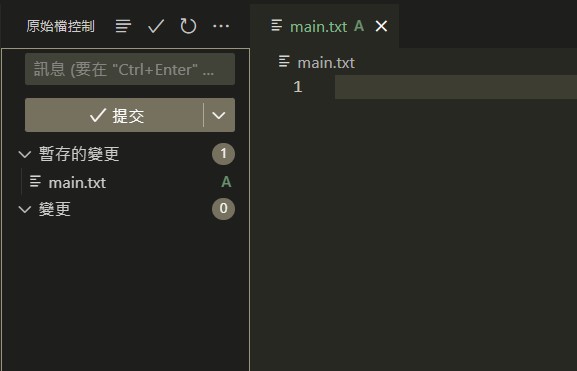 原始檔控制
訊息 (要在 "Ctrl+Enter" ...
提交
暫存的變更 1
main.txt A
變更 0
main.txt A
main.txt
1